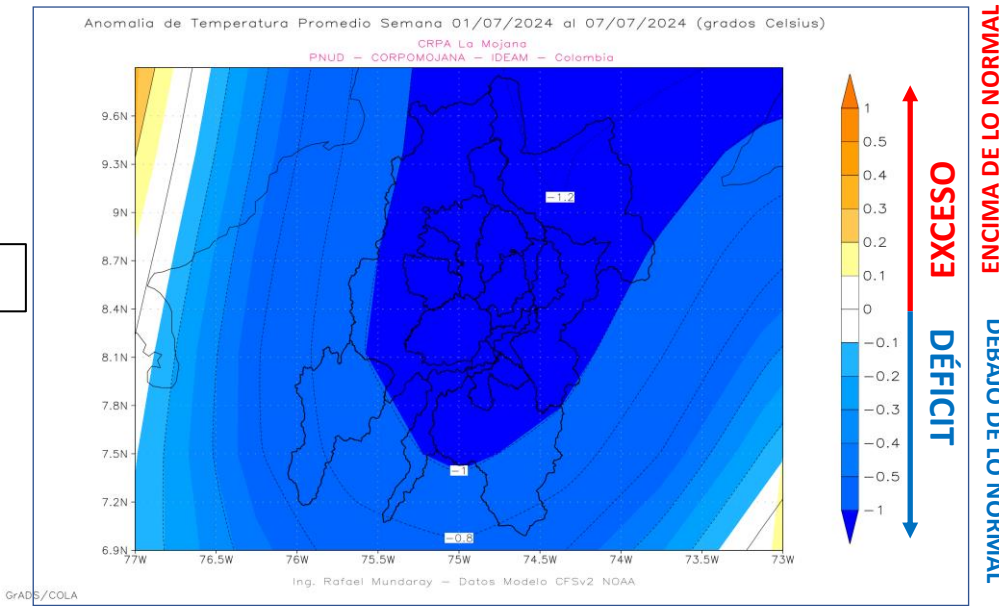 Anomalia de Temperatura Promedio Semana 01/07/2024 al 07/07/2024 (grados Celsius)
CRPA La Mojana
PNUD – CORPOMOJANA – IDEAM – Colombia
9.6N
9.3N
9N
8.7N
8.4N
8.1N
7.8N
7.5N
7.2N
6.9N
77W
76.5W
76W
75.5W
75W
74.5W
74W
73.5W
73W
−1.2
−1
−0.8
1
0.5
0.4
0.3
0.2
0.1
0
−0.1
−0.2
−0.3
−0.4
−0.5
−1
EXCESO
DÉFICIT
ENCIMA DE LO NORMAL
DEBAJO DE LO NORMAL
Ing. Rafael Mundaray – Datos Modelo CFSv2 NOAA
GrADS/COLA